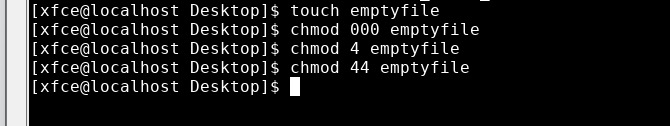 [xfce@localhost Desktop]$ touch emptyfile
[xfce@localhost Desktop]$ chmod 000 emptyfile
[xfce@localhost Desktop]$ chmod 4 emptyfile
[xfce@localhost Desktop]$ chmod 44 emptyfile
[xfce@localhost Desktop]$